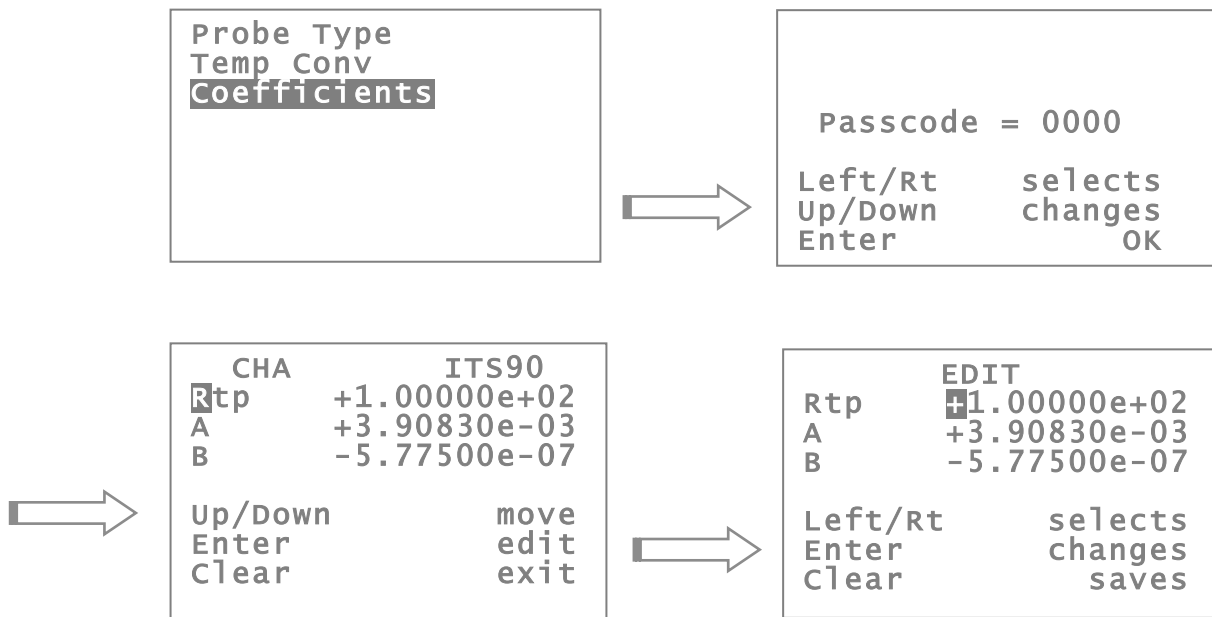 Probe Type
Temp Conv
Coefficients
Passcode = 0000
Left/Rt selects
Up/Down changes
Enter OK
CHA ITS90
Rtp +1.00000e+02
A +3.90830e-03
B -5.77500e-07
Up/Down move
Enter edit
Clear exit
EDIT
Rtp +1.00000e+02
A +3.90830e-03
B -5.77500e-07
Left/Rt selects
Enter changes
Clear saves